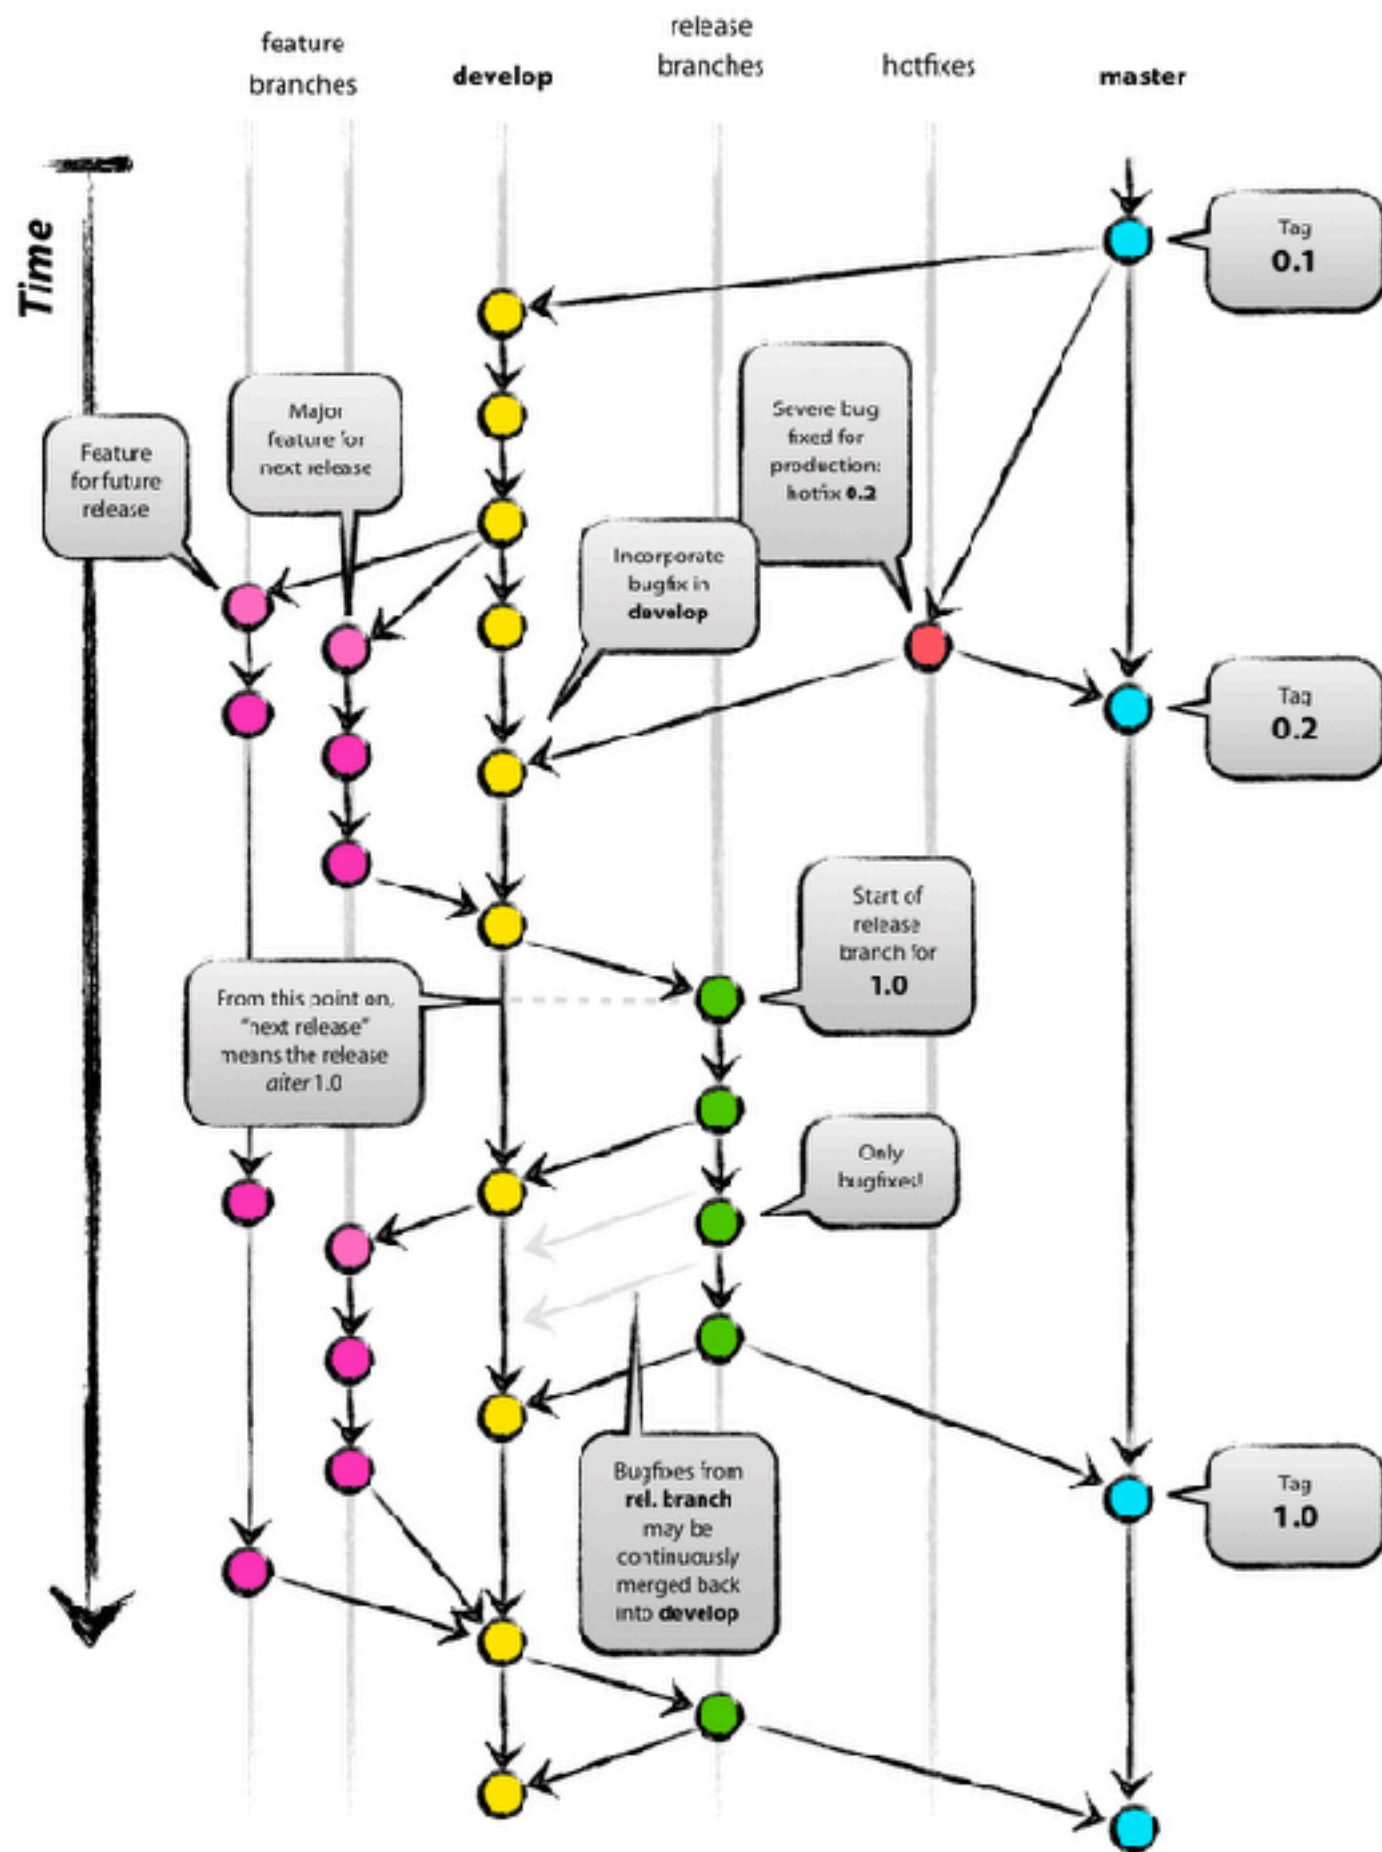 feature
branches
develop
release
branches
hotfixes
master
Time
Tag
0.1
Feature
for future
release
Major
feature for
next release
Severe bug
fixed for
production:
hotfix 0.2
Incorporate
bugfix in
develop
Tag
0.2
Start of
release
branch for
1.0
From this point on,
"next release"
means the release
after 1.0
Only
bugfixes!
Bugfixes from
rel. branch
may be
continuously
merged back
into develop
Tag
1.0